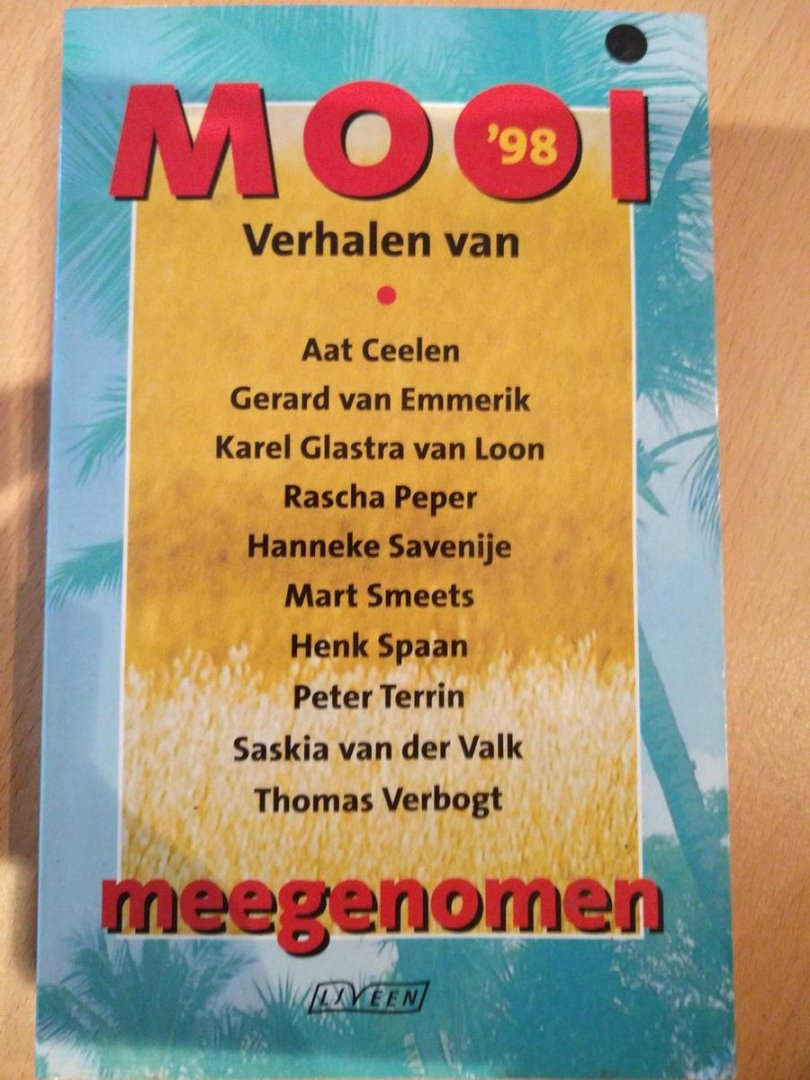 MOOi
'98
Verhalen van
Aat Ceelen
Gerard van Emmerik
Karel Glastra van Loon
Rascha Peper
Hanneke Savenije
Mart Smeets
Henk Spaan
Peter Terrin
Saskia van der Valk
Thomas Verbogt
meegenomen
L.J. VEEN